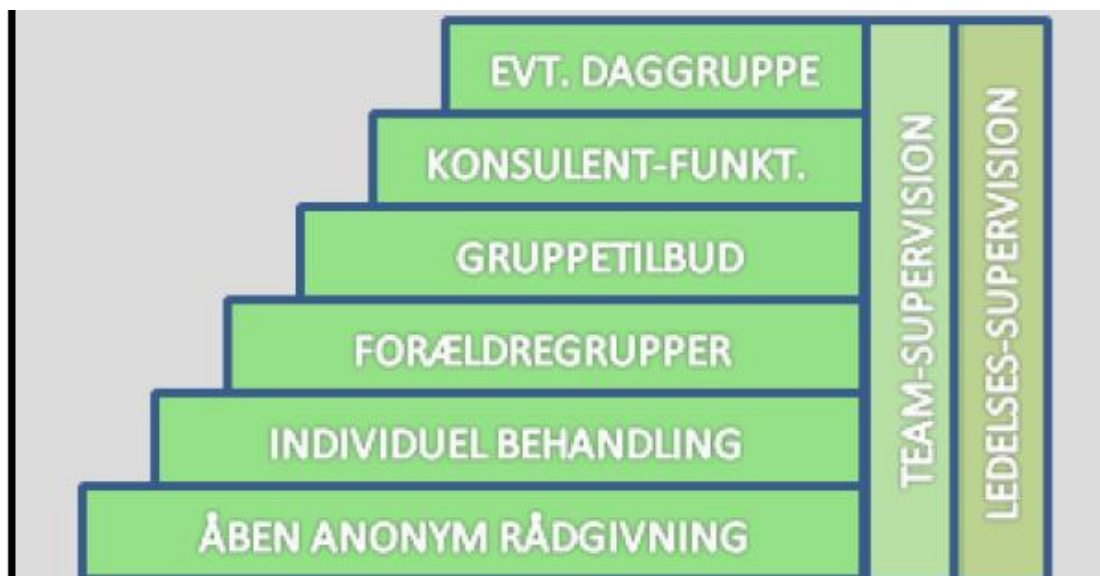 EVT. DAGGRUPPE
KONSULENT-FUNKT.
GRUPPETILBUD
FORÆLDREGRUPPER
INDIVIDUEL BEHANDLING
ÅBEN ANONYM RÅDGIVNING
TEAM-SUPERVISION
LEDELSES-SUPERVISION